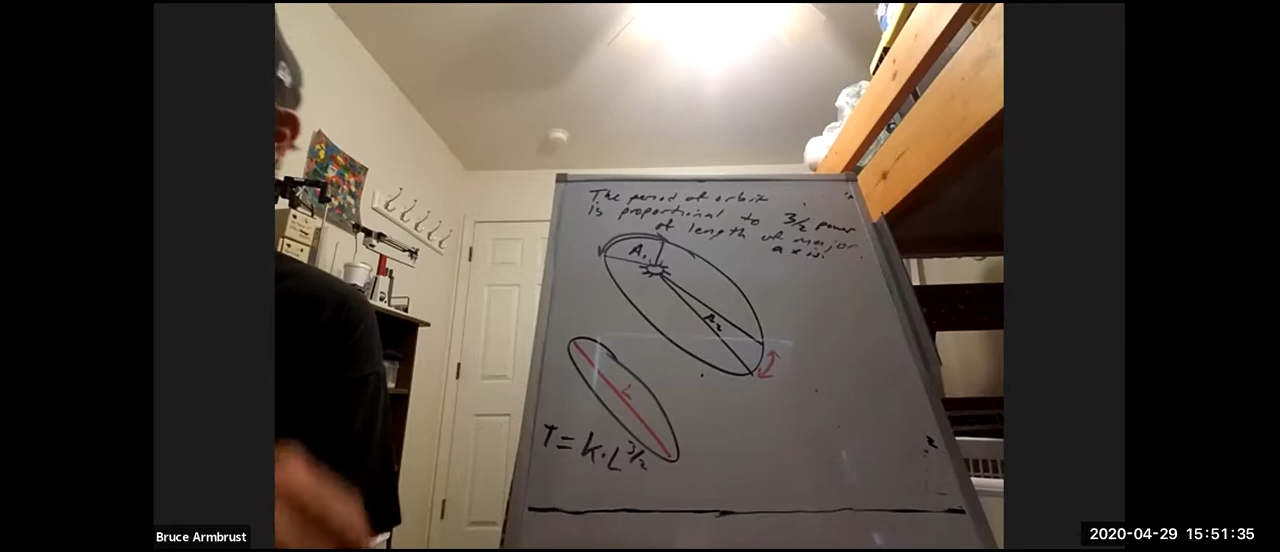 The period of orbit
is proportional to 3/2 power
of length of major
axis.
A₁
A₂
L
T = k·L^3/2
Bruce Armbrust
2020-04-29 15:51:35